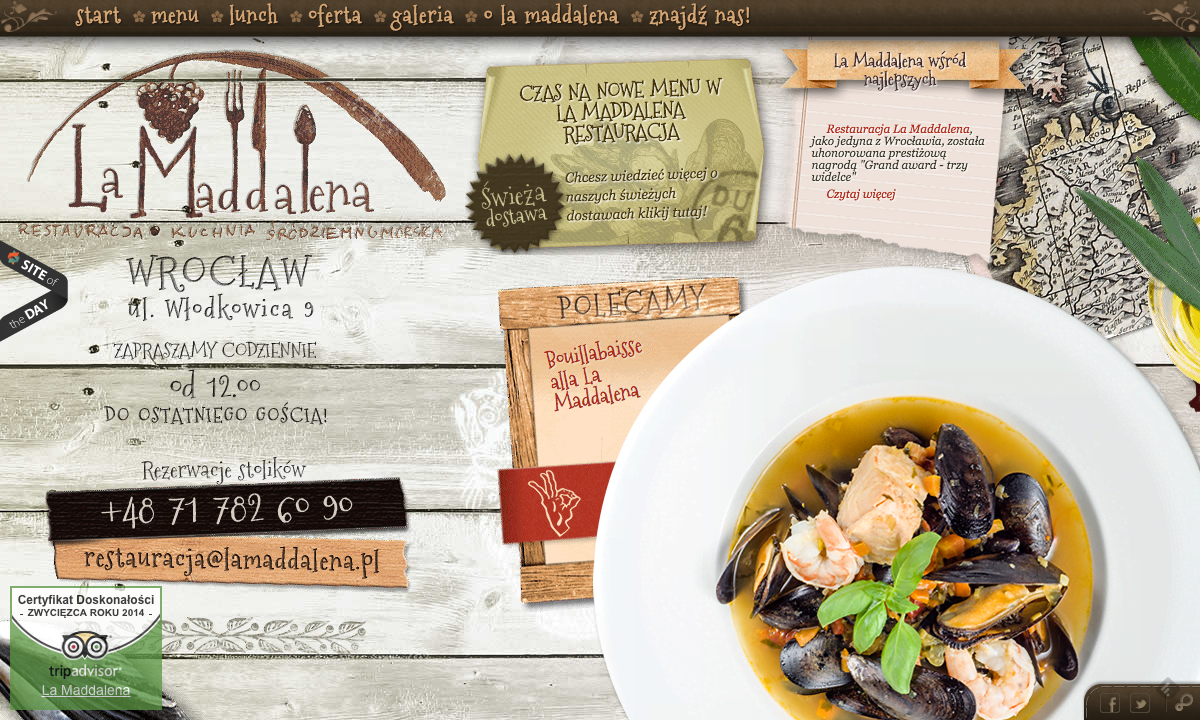 start menu lunch oferta galeria o la maddalena znajdź nas!
La Maddalena
RESTAURACJA KUCHNIA ŚRÓDZIEMNOMORSKA
SITE of
the DAY
WROCŁAW
ul. Włodkowica 9
ZAPRASZAMY CODZIENNIE
od 12.00
DO OSTATNIEGO GOŚCIA!
Rezerwacje stolików
+48 71 782 60 90
restauracja@lamaddalena.pl
Certyfikat Doskonałości
- ZWYCIĘZCA ROKU 2014 -
tripadvisor
La Maddalena
CZAS NA NOWE MENU W
LA MADDALENA
RESTAURACJA
Chcesz wiedzieć więcej o
naszych świeżych
dostawach klikij tutaj!
Świeża
dostawa
La Maddalena wśród
najlepszych
Restauracja La Maddalena,
jako jedyna z Wrocławia, została
uhonorowana prestiżową
nagrodą "Grand award - trzy
widelce"
Czytaj więcej
POLECAMY
Bouillabaisse
alla La
Maddalena